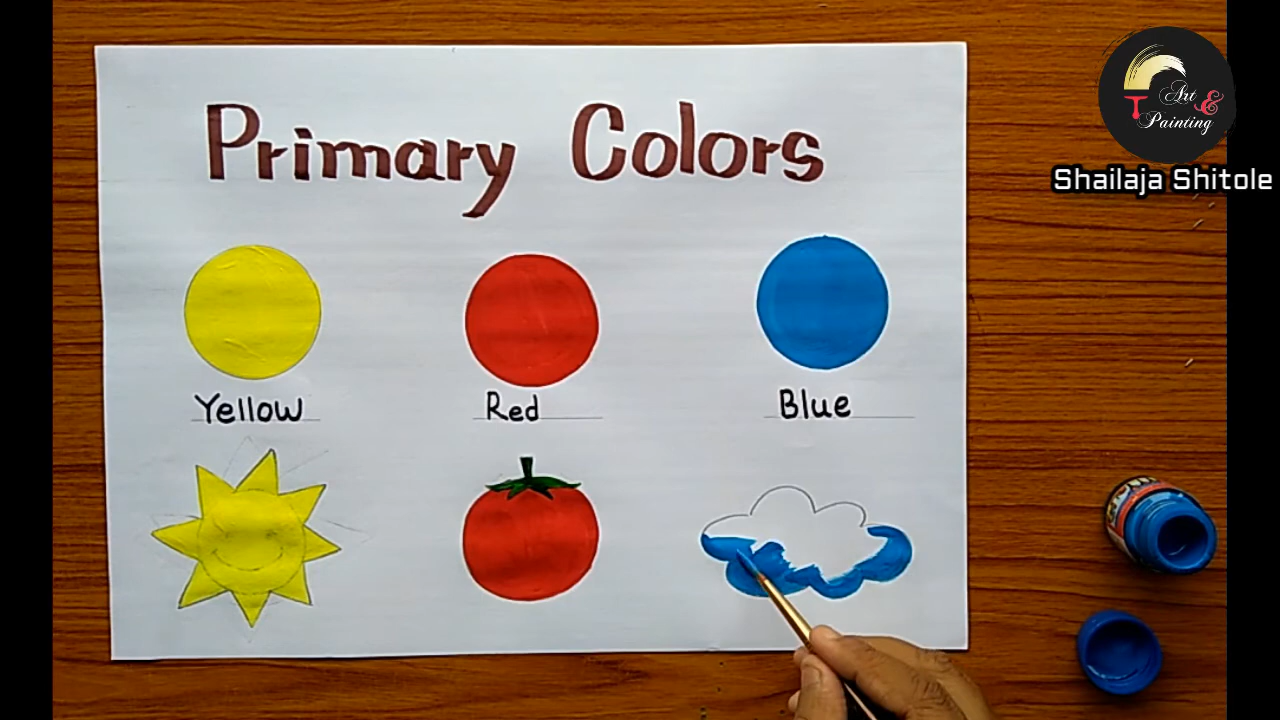 Primary Colors
Yellow Red Blue
Art &
Painting
Shailaja Shitole